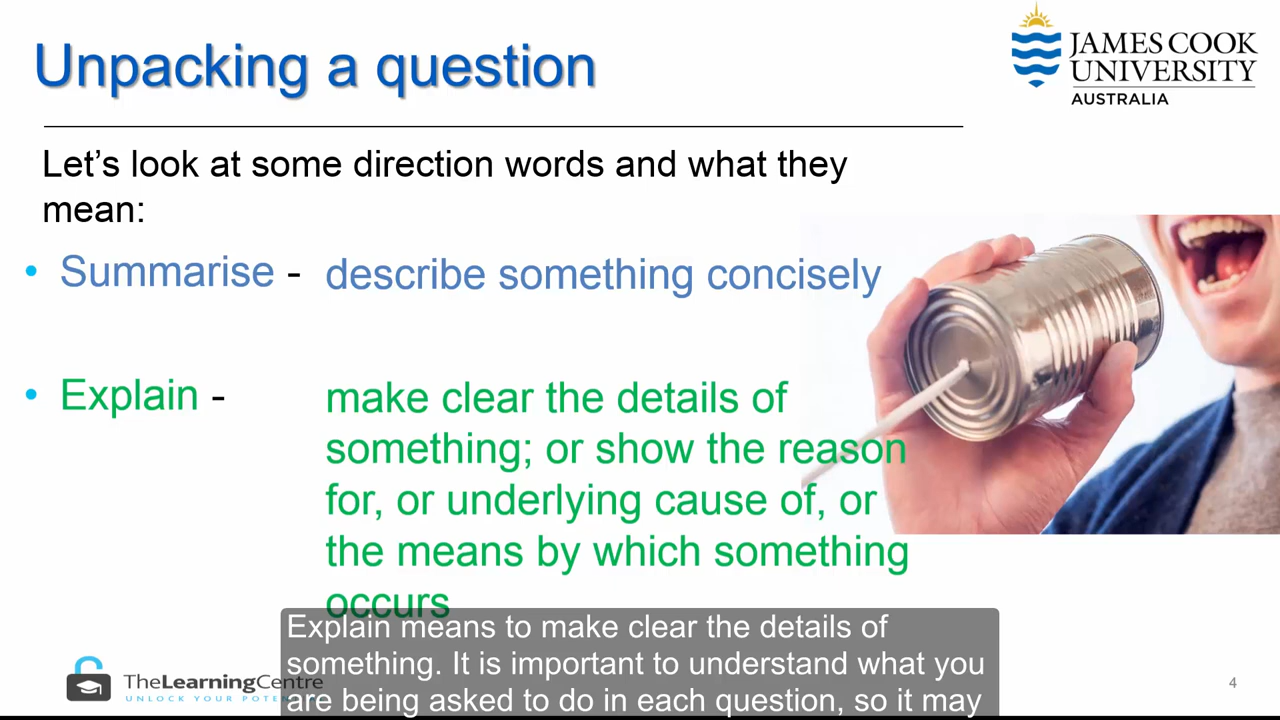 Unpacking a question
JAMES COOK
UNIVERSITY
AUSTRALIA
Let's look at some direction words and what they
mean:
• Summarise - describe something concisely
• Explain - make clear the details of
something; or show the reason
for, or underlying cause of, or
the means by which something
occurs
Explain means to make clear the details of
something. It is important to understand what you
are being asked to do in each question, so it may
TheLearningCentre
UNLOCK YOUR
4